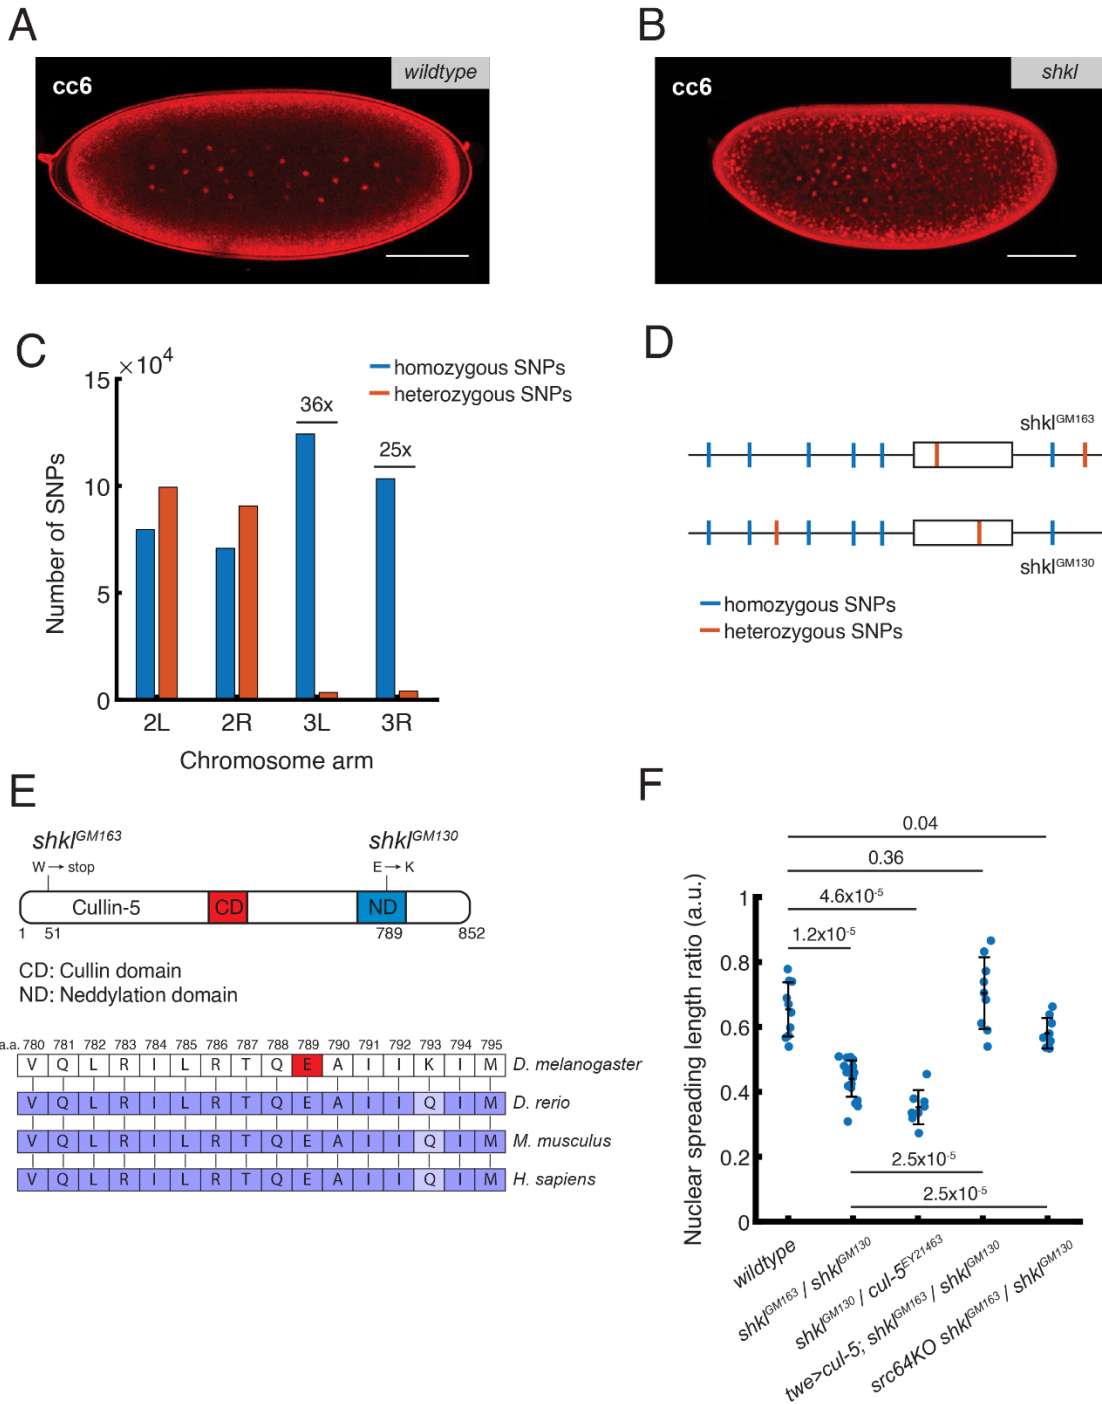 A
cc6
wildtype
B
cc6
shkl
C
×10⁴
15
10
5
0
Number of SNPs
homozygous SNPs
heterozygous SNPs
36x
25x
2L 2R 3L 3R
Chromosome arm
D
shkl^GM163
shkl^GM130
homozygous SNPs
heterozygous SNPs
E
shkl^GM163 shkl^GM130
W → stop E → K
Cullin-5 CD ND
1 51 789 852
CD: Cullin domain
ND: Neddylation domain
a.a. 780 781 782 783 784 785 786 787 788 789 790 791 792 793 794 795
V Q L R I L R T Q E A I I K I M D. melanogaster
V Q L R I L R T Q E A I I Q I M D. rerio
V Q L R I L R T Q E A I I Q I M M. musculus
V Q L R I L R T Q E A I I Q I M H. sapiens
F
0.04
0.36
4.6x10⁻⁵
1.2x10⁻⁵
2.5x10⁻⁵
2.5x10⁻⁵
1
0.8
0.6
0.4
0.2
0
Nuclear spreading length ratio (a.u.)
wildtype
shkl^GM163 / shkl^GM130
shkl^GM130 / cul-5^EY21463
twe>cul-5; shkl^GM163 / shkl^GM130
src64KO shkl^GM163 / shkl^GM130